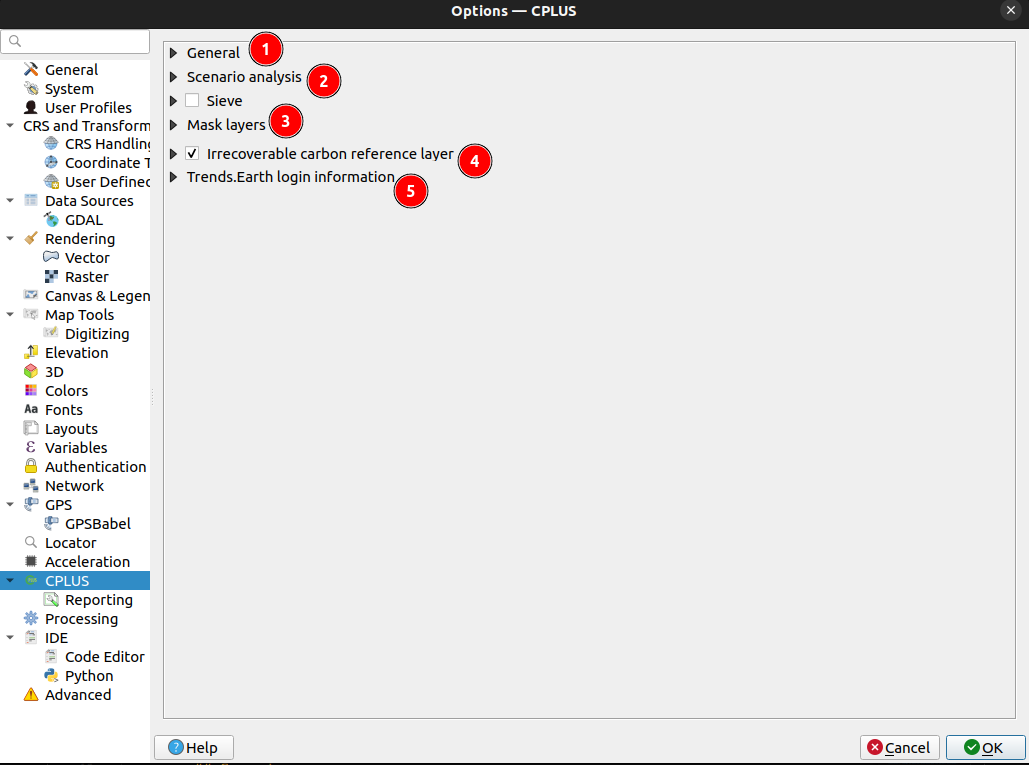 Options — CPLUS
General
System
User Profiles
CRS and Transform
CRS Handling
Coordinate T
User Defined
Data Sources
GDAL
Rendering
Vector
Raster
Canvas & Legen
Map Tools
Digitizing
Elevation
3D
Colors
Aa Fonts
Layouts
ε Variables
Authentication
Network
GPS
GPSBabel
Locator
Acceleration
CPLUS
Reporting
Processing
IDE
Code Editor
Python
Advanced
General 1
Scenario analysis 2
Sieve
Mask layers 3
Irrecoverable carbon reference layer 4
Trends.Earth login information 5
? Help
Cancel
OK